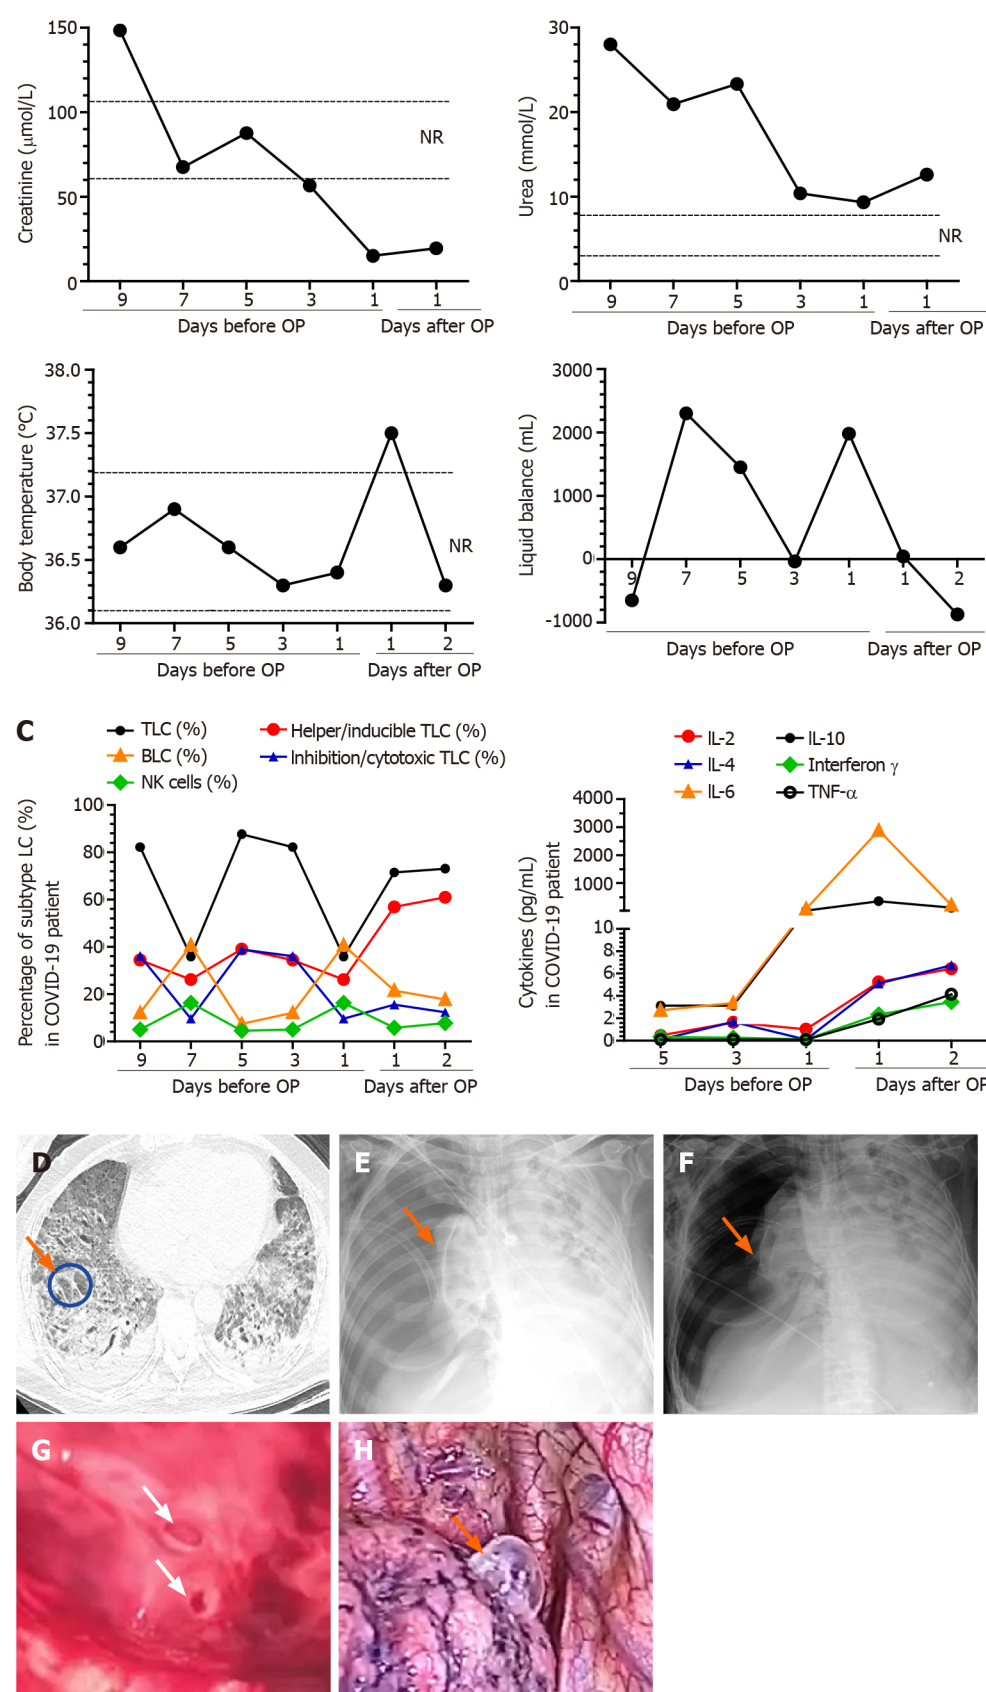 150
100
50
0
Creatinine (μmol/L)
NR
9 7 5 3 1 1
Days before OP Days after OP
30
20
10
0
Urea (mmol/L)
NR
9 7 5 3 1 1
Days before OP Days after OP
38.0
37.5
37.0
36.5
36.0
Body temperature (°C)
NR
9 7 5 3 1 1 2
Days before OP Days after OP
3000
2000
1000
0
-1000
Liquid balance (mL)
9 7 5 3 1 1 2
Days before OP Days after OP
C
TLC (%)
Helper/inducible TLC (%)
BLC (%)
Inhibition/cytotoxic TLC (%)
NK cells (%)
100
80
60
40
20
0
Percentage of subtype LC (%)
in COVID-19 patient
9 7 5 3 1 1 2
Days before OP Days after OP
IL-2 IL-10
IL-4 Interferon γ
IL-6 TNF-α
4000
3000
2000
1000
10
8
6
4
2
0
Cytokines (pg/mL)
in COVID-19 patient
5 3 1 1 2
Days before OP Days after OP
D
E
F
G
H